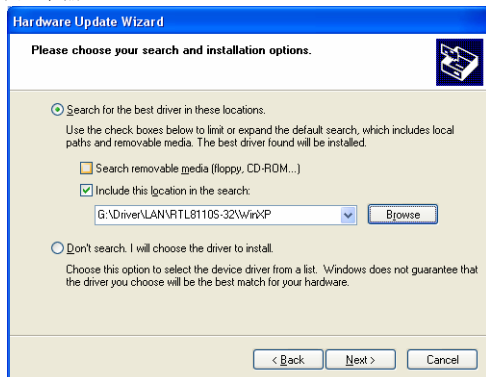 Hardware Update Wizard
Please choose your search and installation options.
Search for the best driver in these locations.
Use the check boxes below to limit or expand the default search, which includes local
paths and removable media. The best driver found will be installed.
Search removable media (floppy, CD-ROM...)
Include this location in the search:
G:\Driver\LAN\RTL8110S-32\WinXP
Browse
Don't search. I will choose the driver to install.
Choose this option to select the device driver from a list. Windows does not guarantee that
the driver you choose will be the best match for your hardware.
< Back Next > Cancel